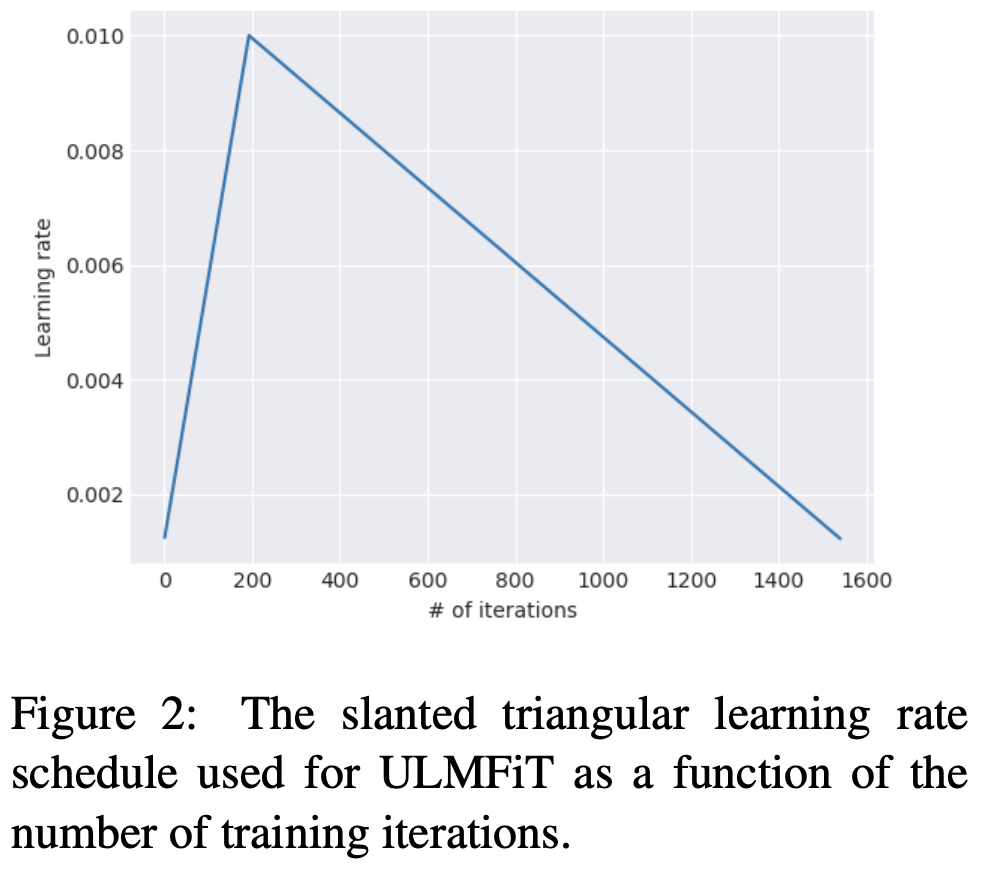 0.010
0.008
0.006
0.004
0.002
Learning rate
0 200 400 600 800 1000 1200 1400 1600
# of iterations
Figure 2: The slanted triangular learning rate
schedule used for ULMFiT as a function of the
number of training iterations.